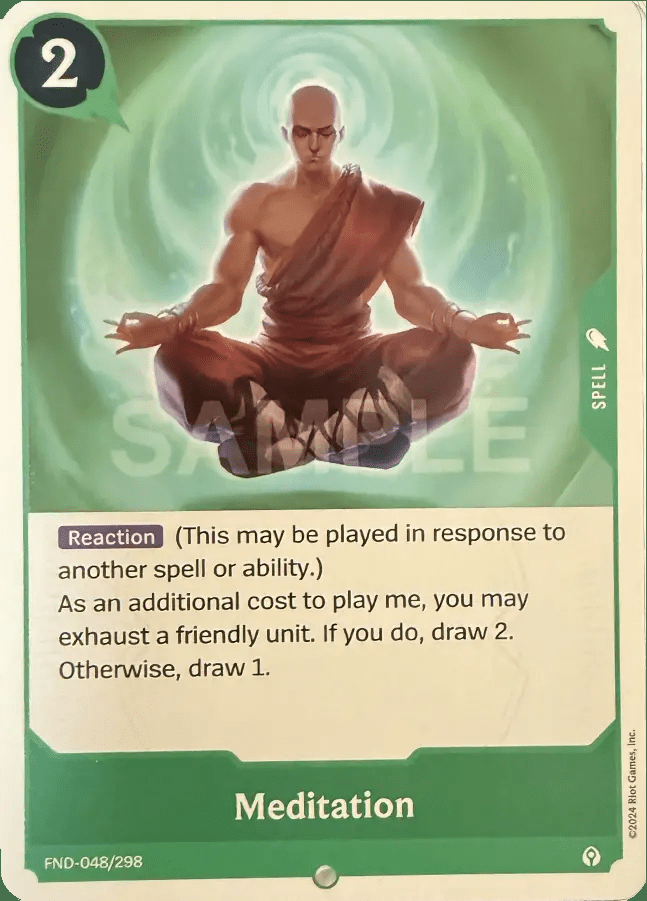 2
SAMPLE
SPELL
Reaction (This may be played in response to
another spell or ability.)
As an additional cost to play me, you may
exhaust a friendly unit. If you do, draw 2.
Otherwise, draw 1.
©2024 Riot Games, Inc.
Meditation
FND-048/298